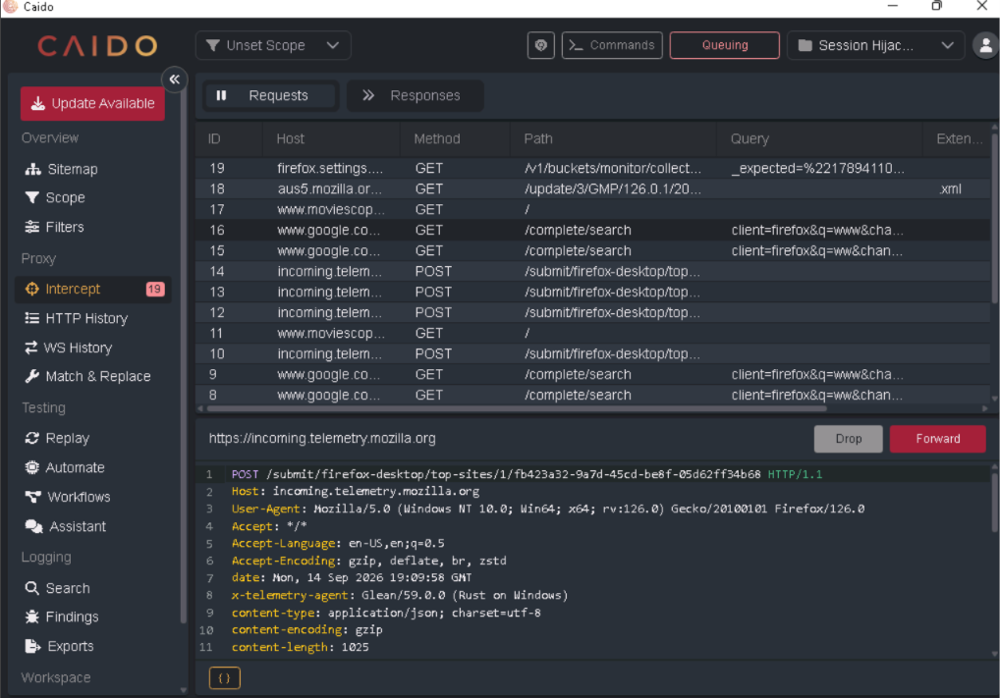 Caido
CAIDO
Unset Scope
Commands
Queuing
Session Hijac...
Update Available
Overview
Sitemap
Scope
Filters
Proxy
Intercept 19
HTTP History
WS History
Match & Replace
Testing
Replay
Automate
Workflows
Assistant
Logging
Search
Findings
Exports
Workspace
Requests Responses
ID Host Method Path Query Exten...
19 firefox.settings.... GET /v1/buckets/monitor/collect... _expected=%2217894110...
18 aus5.mozilla.or... GET /update/3/GMP/126.0.1/20... .xml
17 www.moviescop... GET /
16 www.google.co... GET /complete/search client=firefox&q=www&cha...
15 www.google.co... GET /complete/search client=firefox&q=ww&chan...
14 incoming.telem... POST /submit/firefox-desktop/top...
13 incoming.telem... POST /submit/firefox-desktop/top...
12 incoming.telem... POST /submit/firefox-desktop/top...
11 www.moviescop... GET /
10 incoming.telem... POST /submit/firefox-desktop/top...
9 www.google.co... GET /complete/search client=firefox&q=www&cha...
8 www.google.co... GET /complete/search client=firefox&q=ww&chan...
https://incoming.telemetry.mozilla.org
Drop Forward
1 POST /submit/firefox-desktop/top-sites/1/fb423a32-9a7d-45cd-be8f-05d62ff34b68 HTTP/1.1
2 Host: incoming.telemetry.mozilla.org
3 User-Agent: Mozilla/5.0 (Windows NT 10.0; Win64; x64; rv:126.0) Gecko/20100101 Firefox/126.0
4 Accept: */*
5 Accept-Language: en-US,en;q=0.5
6 Accept-Encoding: gzip, deflate, br, zstd
7 date: Mon, 14 Sep 2026 19:09:58 GMT
8 x-telemetry-agent: Glean/59.0.0 (Rust on Windows)
9 content-type: application/json; charset=utf-8
10 content-encoding: gzip
11 content-length: 1025
{}